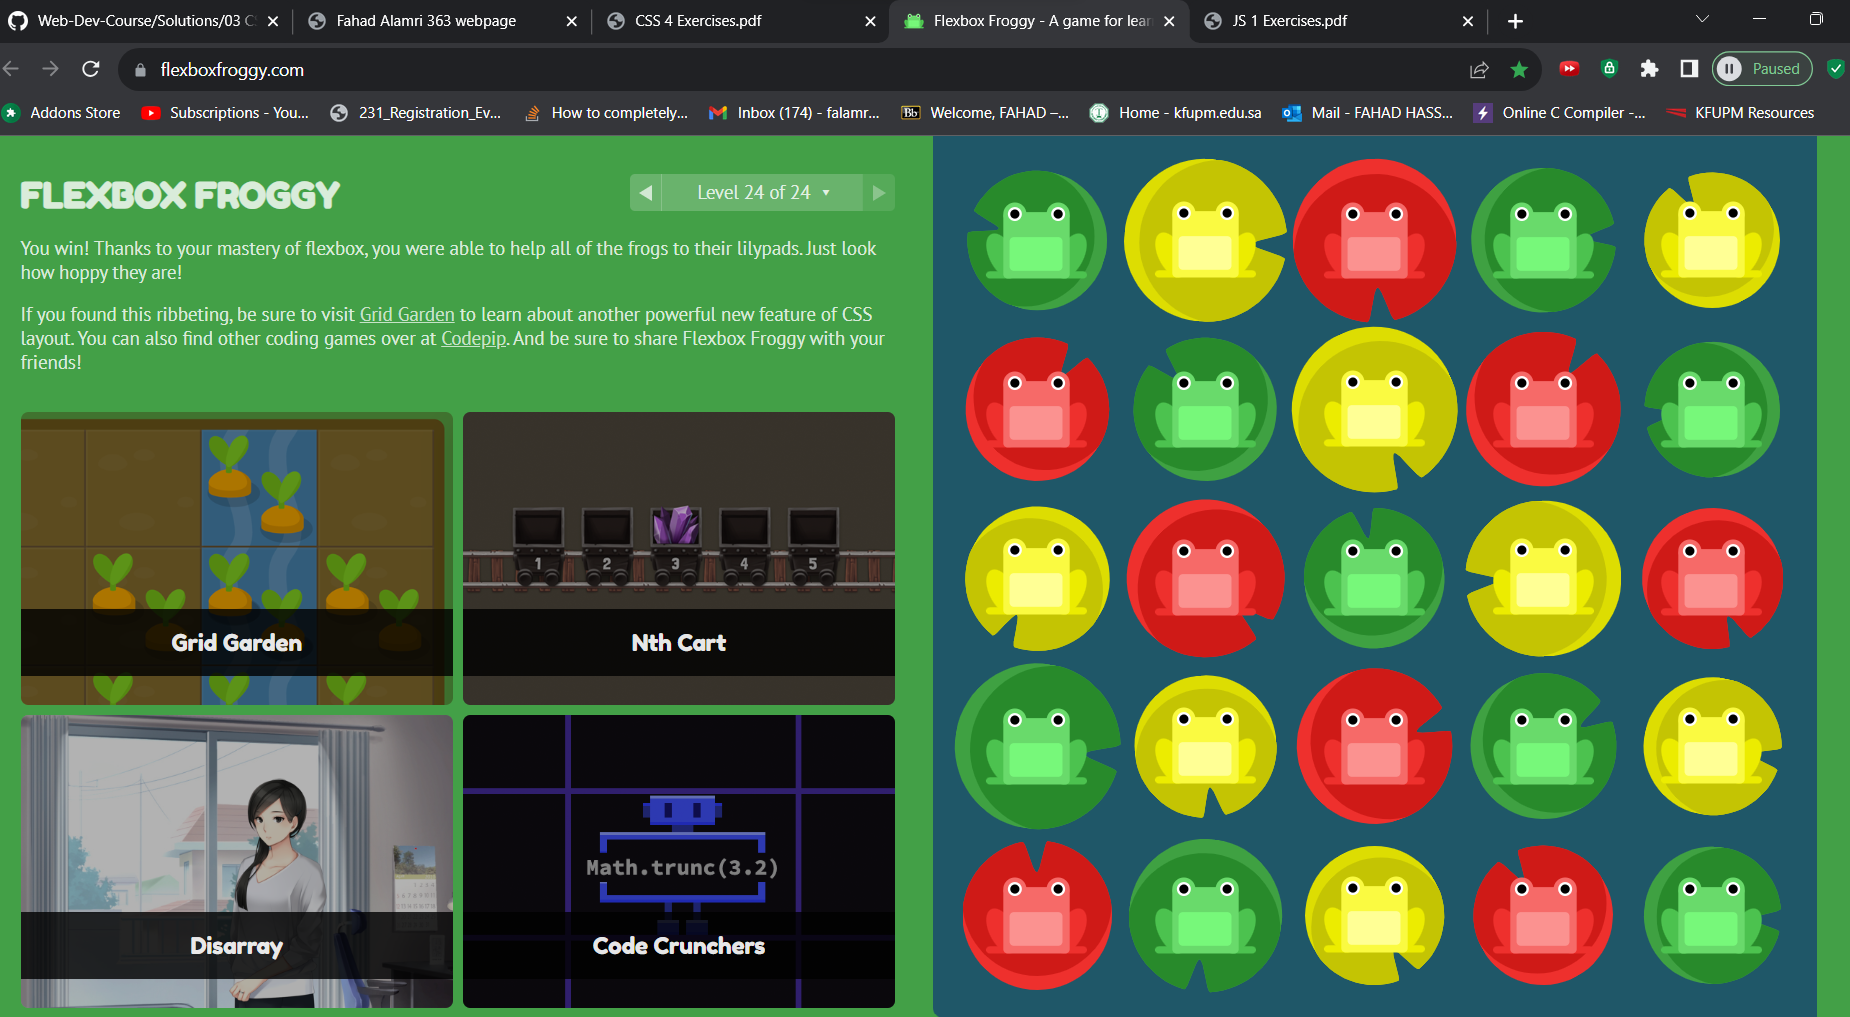 Web-Dev-Course/Solutions/03 CS
Fahad Alamri 363 webpage
CSS 4 Exercises.pdf
Flexbox Froggy - A game for lear
JS 1 Exercises.pdf
flexboxfroggy.com
Paused
Addons Store
Subscriptions - You...
231_Registration_Ev...
How to completely...
Inbox (174) - falamr...
Bb
Welcome, FAHAD –...
Home - kfupm.edu.sa
Mail - FAHAD HASS...
Online C Compiler -...
KFUPM Resources
FLEXBOX FROGGY
Level 24 of 24
You win! Thanks to your mastery of flexbox, you were able to help all of the frogs to their lilypads. Just look
how hoppy they are!
If you found this ribbeting, be sure to visit Grid Garden to learn about another powerful new feature of CSS
layout. You can also find other coding games over at Codepip. And be sure to share Flexbox Froggy with your
friends!
1 2 3 4 5
Grid Garden
Nth Cart
Math.trunc(3.2)
Disarray
Code Crunchers